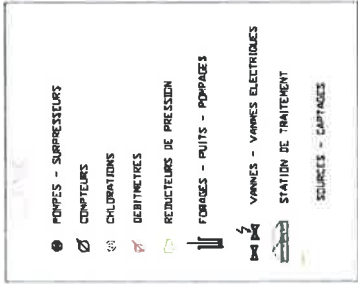 POMPES - SURPRESSEURS
COMPTEURS
CHLORATIONS
DEBITMETRES
REDUCTEURS DE PRESSION
FORAGES - PUITS - POMPAGES
VANNES - VANNES ELECTRIQUES
STATION DE TRAITEMENT
SOURCES - CAPTAGES